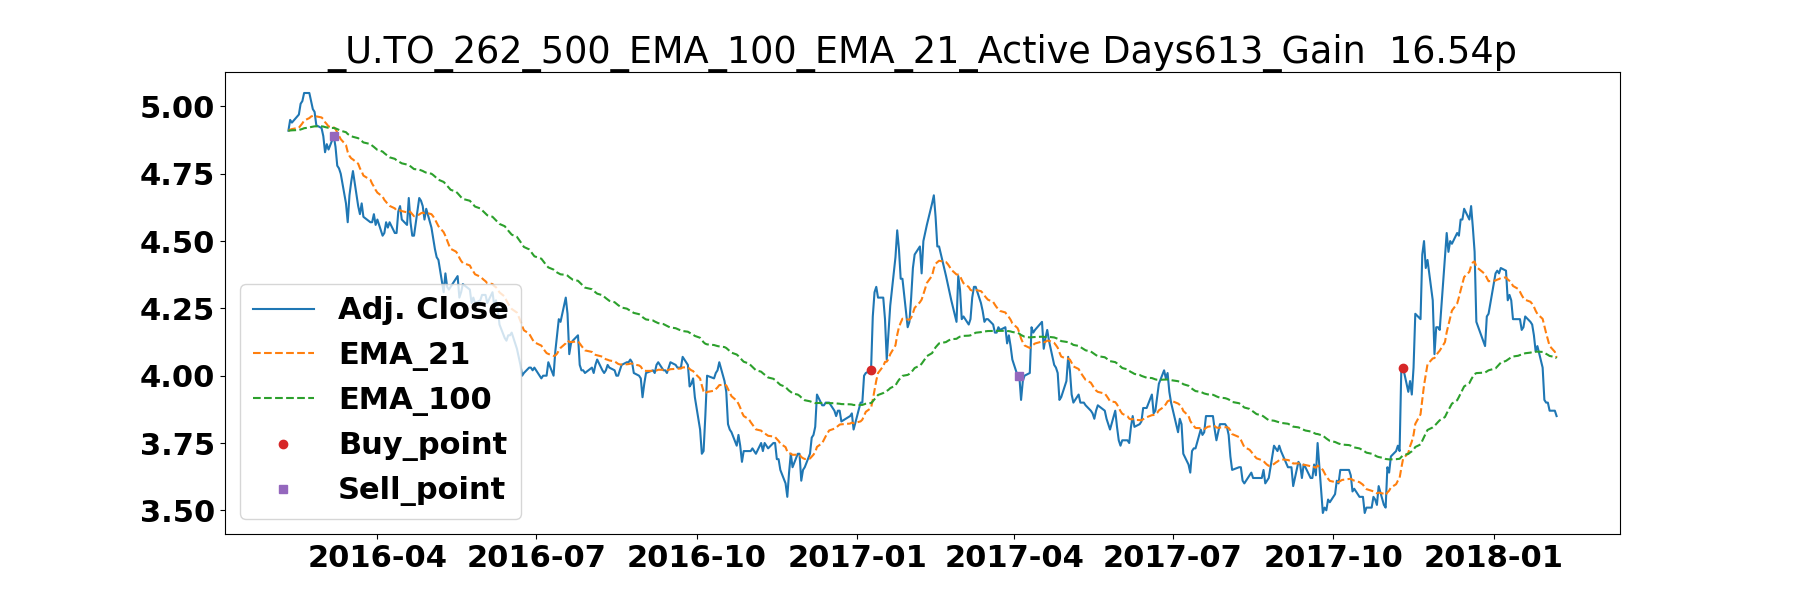 _U.TO_262_500_EMA_100_EMA_21_Active Days613_Gain  16.54p
5.00
4.75
4.50
4.25
4.00
3.75
3.50
Adj. Close
EMA_21
EMA_100
Buy_point
Sell_point
2016-04 2016-07 2016-10 2017-01 2017-04 2017-07 2017-10 2018-01